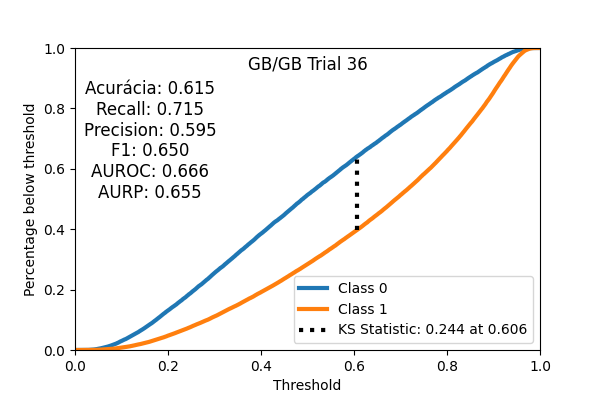 GB/GB Trial 36
Acurácia: 0.615
Recall: 0.715
Precision: 0.595
F1: 0.650
AUROC: 0.666
AURP: 0.655
Percentage below threshold
1.0
0.8
0.6
0.4
0.2
0.0
Class 0
Class 1
KS Statistic: 0.244 at 0.606
0.0 0.2 0.4 0.6 0.8 1.0
Threshold